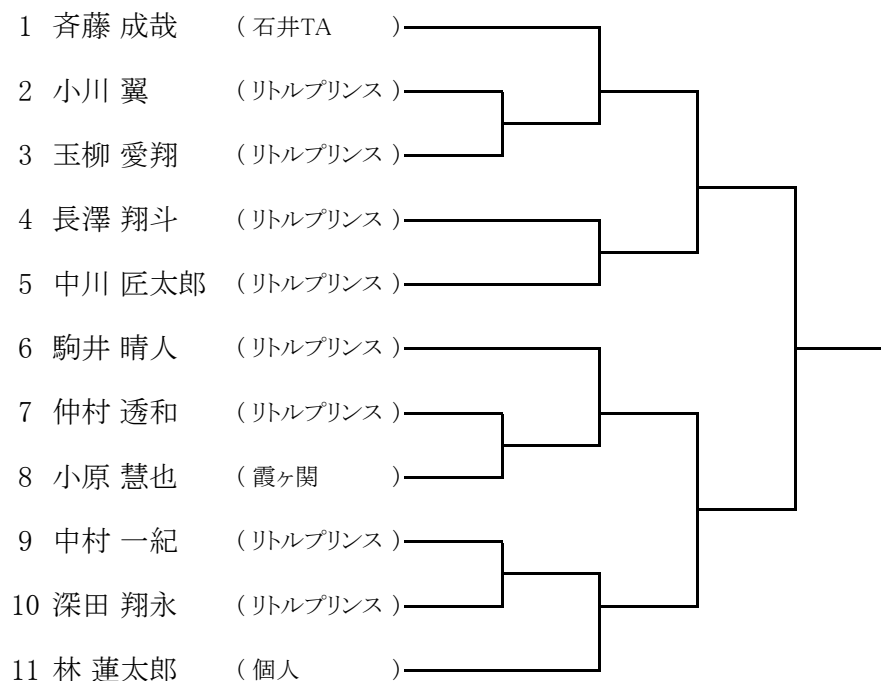 1 斉藤 成哉 ( 石井TA )
2 小川 翼 ( リトルプリンス )
3 玉柳 愛翔 ( リトルプリンス )
4 長澤 翔斗 ( リトルプリンス )
5 中川 匠太郎 ( リトルプリンス )
6 駒井 晴人 ( リトルプリンス )
7 仲村 透和 ( リトルプリンス )
8 小原 慧也 ( 霞ヶ関 )
9 中村 一紀 ( リトルプリンス )
10 深田 翔永 ( リトルプリンス )
11 林 蓮太郎 ( 個人 )